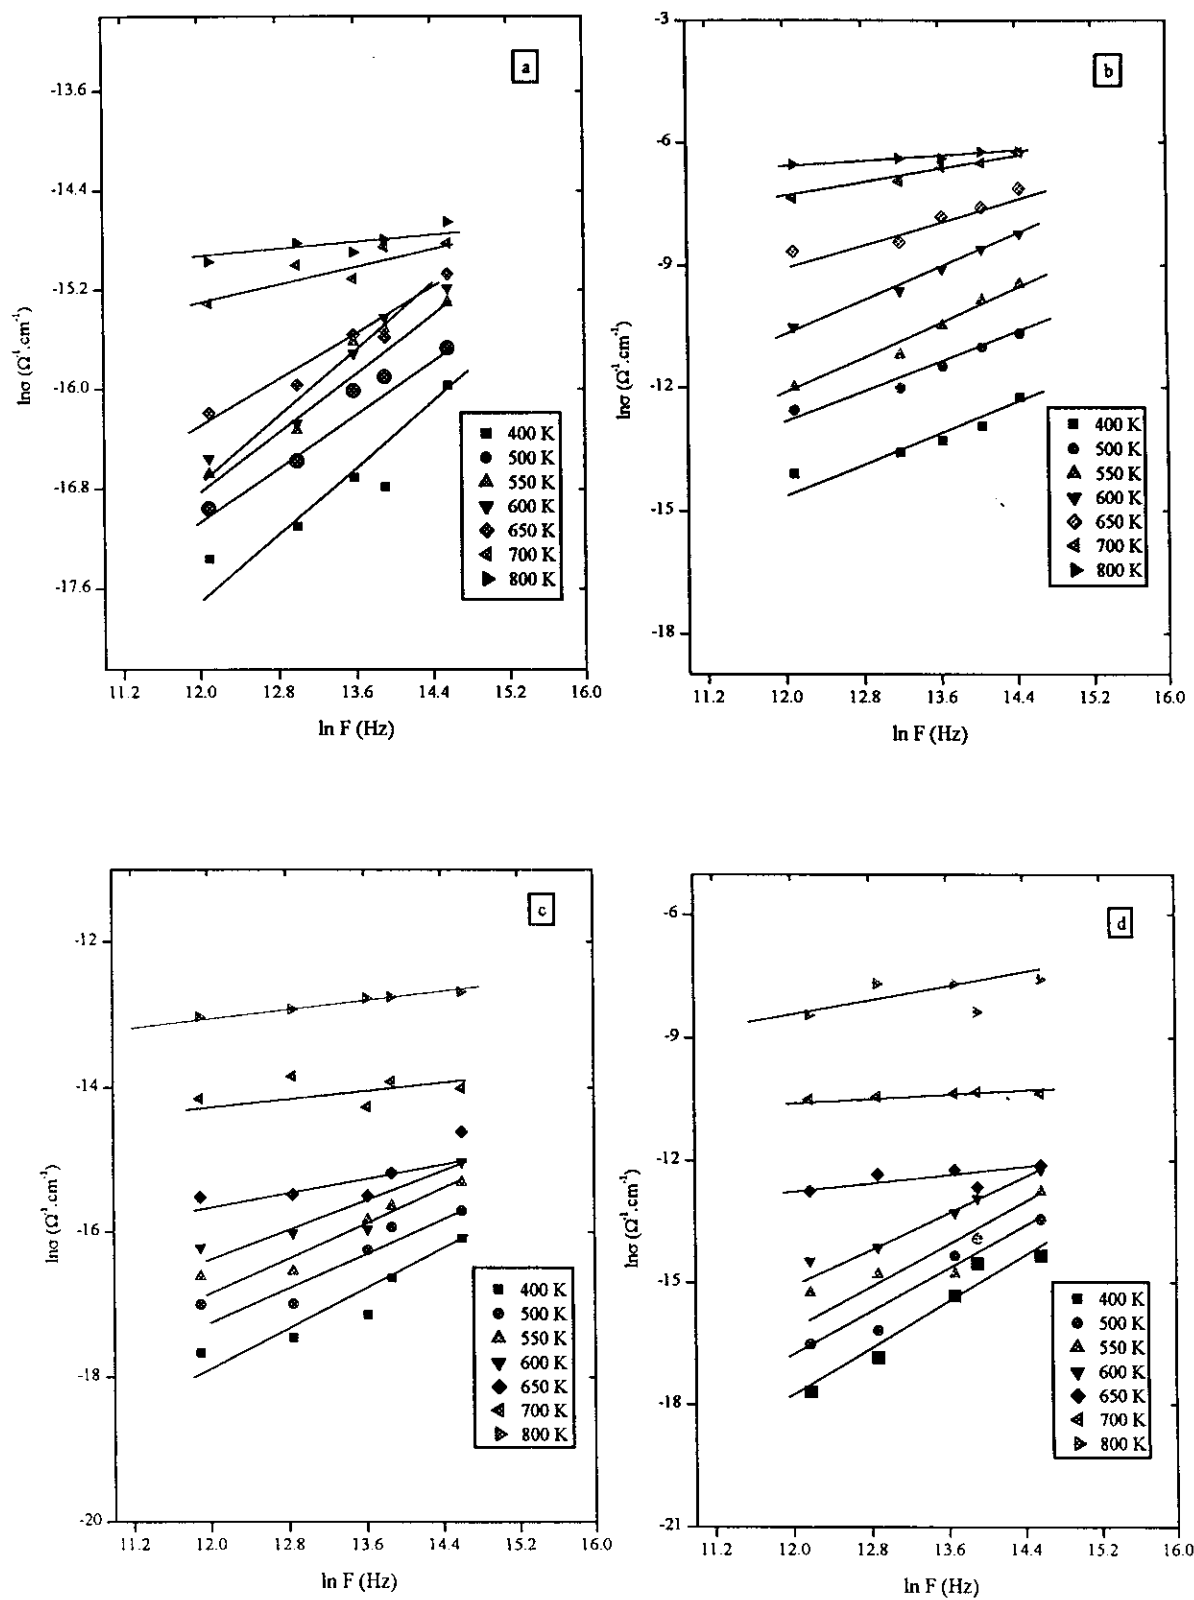 a
-13.6
-14.4
-15.2
-16.0
-16.8
-17.6
lnσ (Ω⁻¹.cm⁻¹)
400 K
500 K
550 K
600 K
650 K
700 K
800 K
11.2 12.0 12.8 13.6 14.4 15.2 16.0
ln F (Hz)
b
-3
-6
-9
-12
-15
-18
lnσ (Ω⁻¹.cm⁻¹)
400 K
500 K
550 K
600 K
650 K
700 K
800 K
11.2 12.0 12.8 13.6 14.4 15.2 16.0
ln F (Hz)
c
-12
-14
-16
-18
-20
lnσ (Ω⁻¹.cm⁻¹)
400 K
500 K
550 K
600 K
650 K
700 K
800 K
11.2 12.0 12.8 13.6 14.4 15.2 16.0
ln F (Hz)
d
-6
-9
-12
-15
-18
-21
lnσ (Ω⁻¹.cm⁻¹)
400 K
500 K
550 K
600 K
650 K
700 K
800 K
11.2 12.0 12.8 13.6 14.4 15.2 16.0
ln F (Hz)